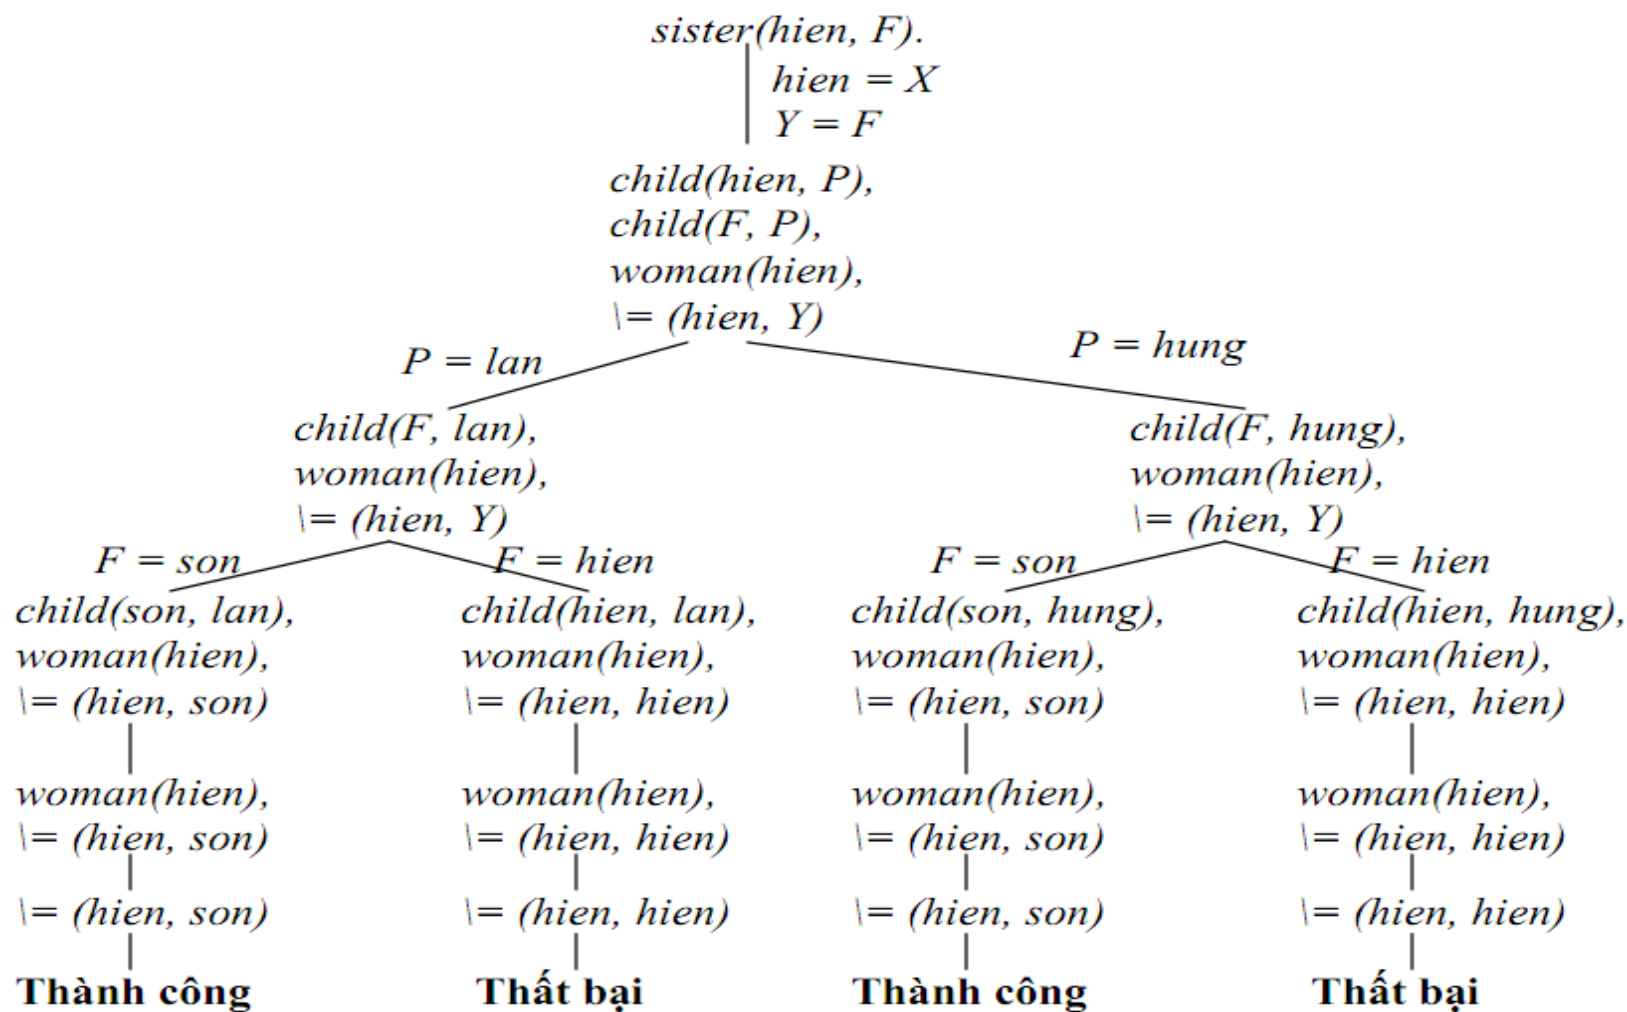 sister(hien, F).
hien = X
Y = F
child(hien, P),
child(F, P),
woman(hien),
\= (hien, Y)
P = lan
P = hung
child(F, lan),
woman(hien),
\= (hien, Y)
child(F, hung),
woman(hien),
\= (hien, Y)
F = son
F = hien
F = son
F = hien
child(son, lan),
woman(hien),
\= (hien, son)
child(hien, lan),
woman(hien),
\= (hien, hien)
child(son, hung),
woman(hien),
\= (hien, son)
child(hien, hung),
woman(hien),
\= (hien, hien)
woman(hien),
\= (hien, son)
woman(hien),
\= (hien, hien)
woman(hien),
\= (hien, son)
woman(hien),
\= (hien, hien)
\= (hien, son)
\= (hien, hien)
\= (hien, son)
\= (hien, hien)
Thành công
Thất bại
Thành công
Thất bại